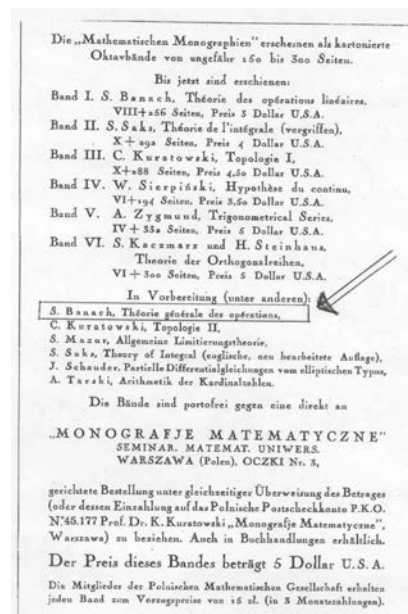 Die „Mathematischen Monographien” erscheinen als kartonierte
Oktavbände von ungefähr 150 bis 300 Seiten.
Bis jetzt sind erschienen:
Band I. S. Banach, Théorie des opérations linéaires,
VIII+256 Seiten, Preis 3 Dollar U.S.A.
Band II. S. Saks, Théorie de l'intégrale (vergriffen),
X+292 Seiten, Preis 4 Dollar U.S.A.
Band III. C. Kuratowski, Topologie I,
X+288 Seiten, Preis 4,50 Dollar U.S.A.
Band IV. W. Sierpiński, Hypothèse du continu,
VI+194 Seiten, Preis 3.50 Dollar U.S.A.
Band V. A. Zygmund, Trigonometrical Series,
IV+332 Seiten, Preis 5 Dollar U.S.A.
Band VI. S. Kaczmarz und H. Steinhaus,
Theorie der Orthogonalreihen,
VI+300 Seiten, Preis 5 Dollar U.S.A.
In Vorbereitung (unter anderen):
S. Banach, Théorie générale des opérations,
C. Kuratowski, Topologie II,
S. Mazur, Allgemeine Limitierungstheorie,
S. Saks, Theory of Integral (englische, neu bearbeitete Auflage),
J. Schauder, Partielle Differentialgleichungen vom elliptischen Typus,
A. Tarski, Arithmetik der Kardinalzahlen.
Die Bände sind portofrei gegen eine direkt an
„MONOGRAFJE MATEMATYCZNE”
SEMINAR. MATEMAT. UNIWERS.
WARSZAWA (Polen), OCZKI Nr. 3,
gerichtete Bestellung unter gleichzeitiger Überweisung des Betrages
(oder dessen Einzahlung auf das Polnische Postscheckkonto P.K.O.
Nº 45.177 Prof. Dr. K. Kuratowski „Monografje Matematyczne”,
Warszawa) zu beziehen. Auch in Buchhandlungen erhältlich.
Der Preis dieses Bandes beträgt 5 Dollar U.S.A.
Die Mitglieder der Polnischen Mathematischen Gesellschaft erhalten
jeden Band zum Vorzugspreise von 15 zł. (in 3 Monatszahlungen).